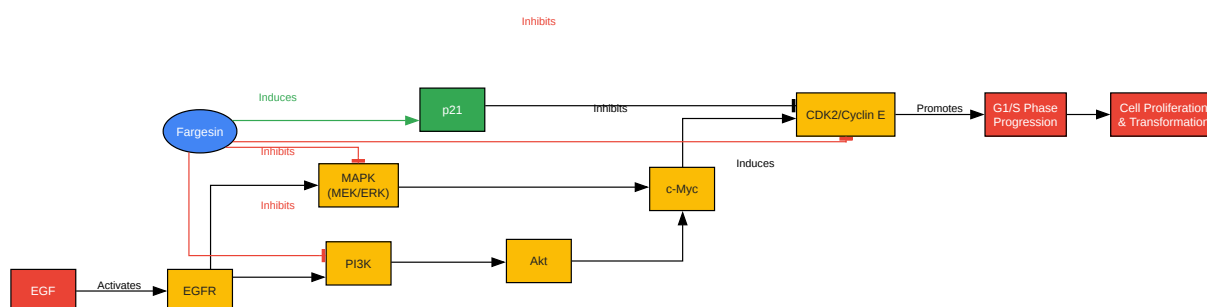 Inhibits
Induces
p21
Inhibits
CDK2/Cyclin E
Promotes
G1/S Phase
Progression
Cell Proliferation
& Transformation
Fargesin
Inhibits
MAPK
(MEK/ERK)
Induces
c-Myc
Inhibits
PI3K
Akt
EGF
Activates
EGFR